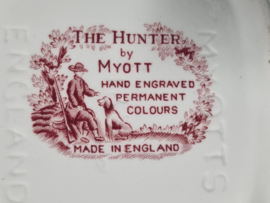 THE HUNTER
by
MYOTT
HAND ENGRAVED
PERMANENT
COLOURS
MADE IN ENGLAND
MYOTTS
ENGLAND